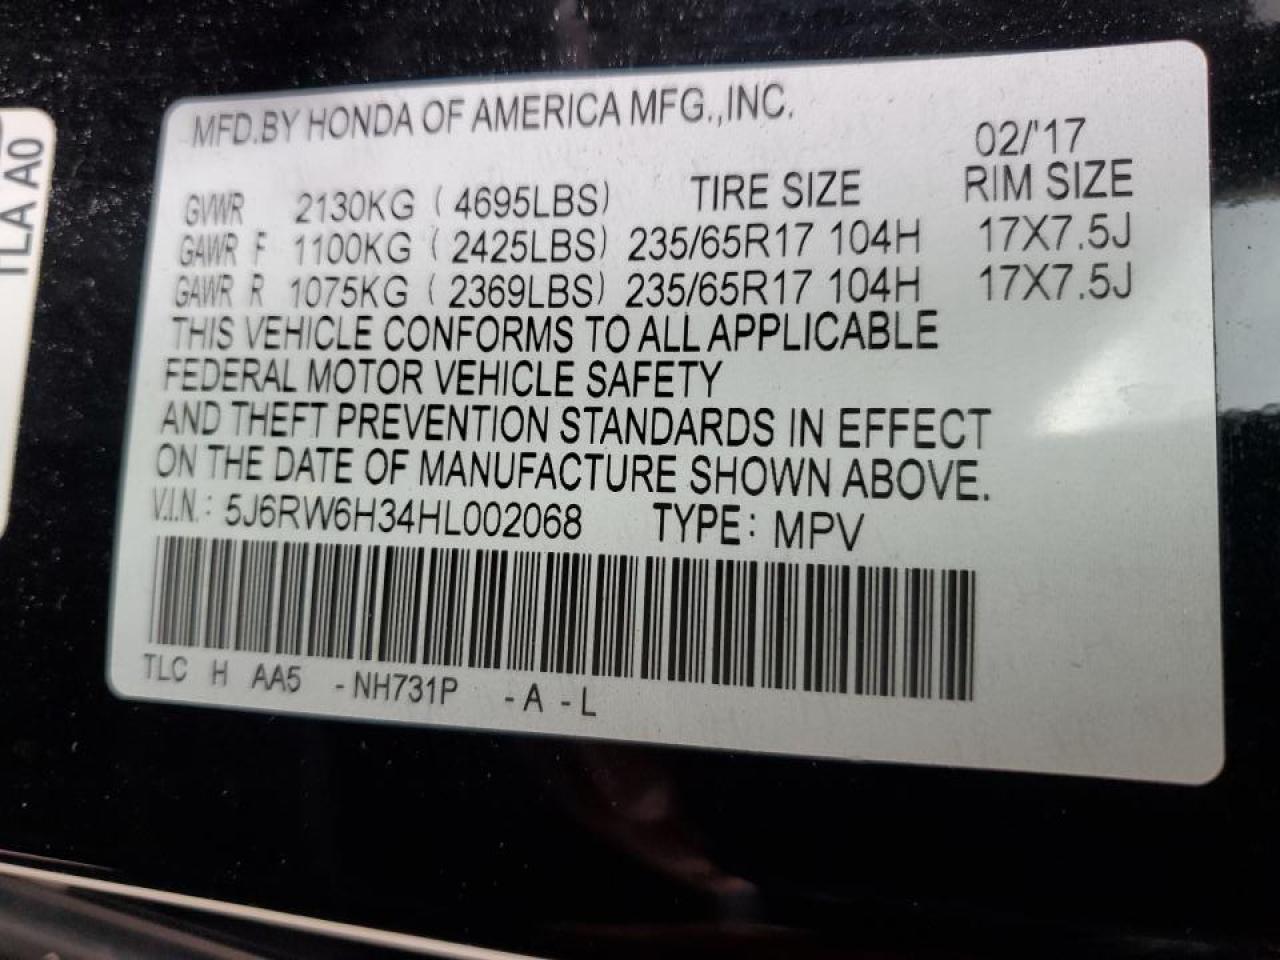 MFD.BY HONDA OF AMERICA MFG.,INC.
02/'17
GVWR 2130KG ( 4695LBS) TIRE SIZE RIM SIZE
GAWR F 1100KG ( 2425LBS) 235/65R17 104H 17X7.5J
GAWR R 1075KG ( 2369LBS) 235/65R17 104H 17X7.5J
THIS VEHICLE CONFORMS TO ALL APPLICABLE
FEDERAL MOTOR VEHICLE SAFETY
AND THEFT PREVENTION STANDARDS IN EFFECT
ON THE DATE OF MANUFACTURE SHOWN ABOVE.
V.I.N.: 5J6RW6H34HL002068 TYPE: MPV
TLC H AA5 -NH731P -A -L
TLA A0